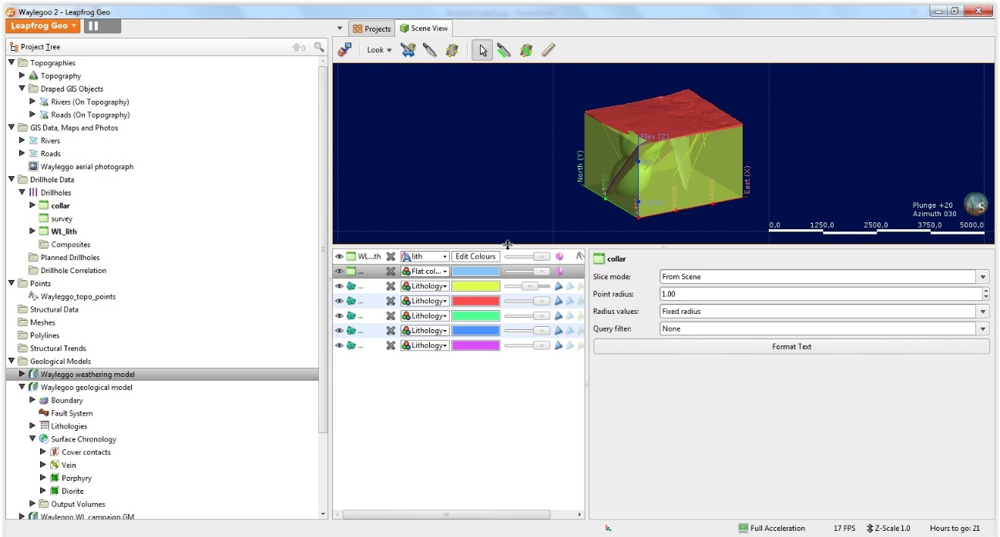 Waylegoo 2 - Leapfrog Geo
Leapfrog Geo
Projects
Scene View
Project Tree
0
Look
Topographies
Topography
Draped GIS Objects
Rivers (On Topography)
Roads (On Topography)
GIS Data, Maps and Photos
Rivers
Roads
Wayleggo aerial photograph
Drillhole Data
Drillholes
collar
survey
WL_lith
Composites
Planned Drillholes
Drillhole Correlation
Points
Wayleggo_topo_points
Structural Data
Meshes
Polylines
Structural Trends
Geological Models
Wayleggo weathering model
Waylegoo geological model
Boundary
Fault System
Lithologies
Surface Chronology
Cover contacts
Vein
Porphyry
Diorite
Output Volumes
Waylegoo WL campaign GM
Elev (Z)
North (Y)
East (X)
+5000
+6000
Plunge +20
Azimuth 030
0,0 1250,0 2500,0 3750,0 5000,0
WL...th lith Edit Colours
... Flat col...
... Lithology
... Lithology
... Lithology
... Lithology
... Lithology
collar
Slice mode: From Scene
Point radius: 1.00
Radius values: Fixed radius
Query filter: None
Format Text
Full Acceleration 17 FPS Z-Scale 1.0 Hours to go: 21